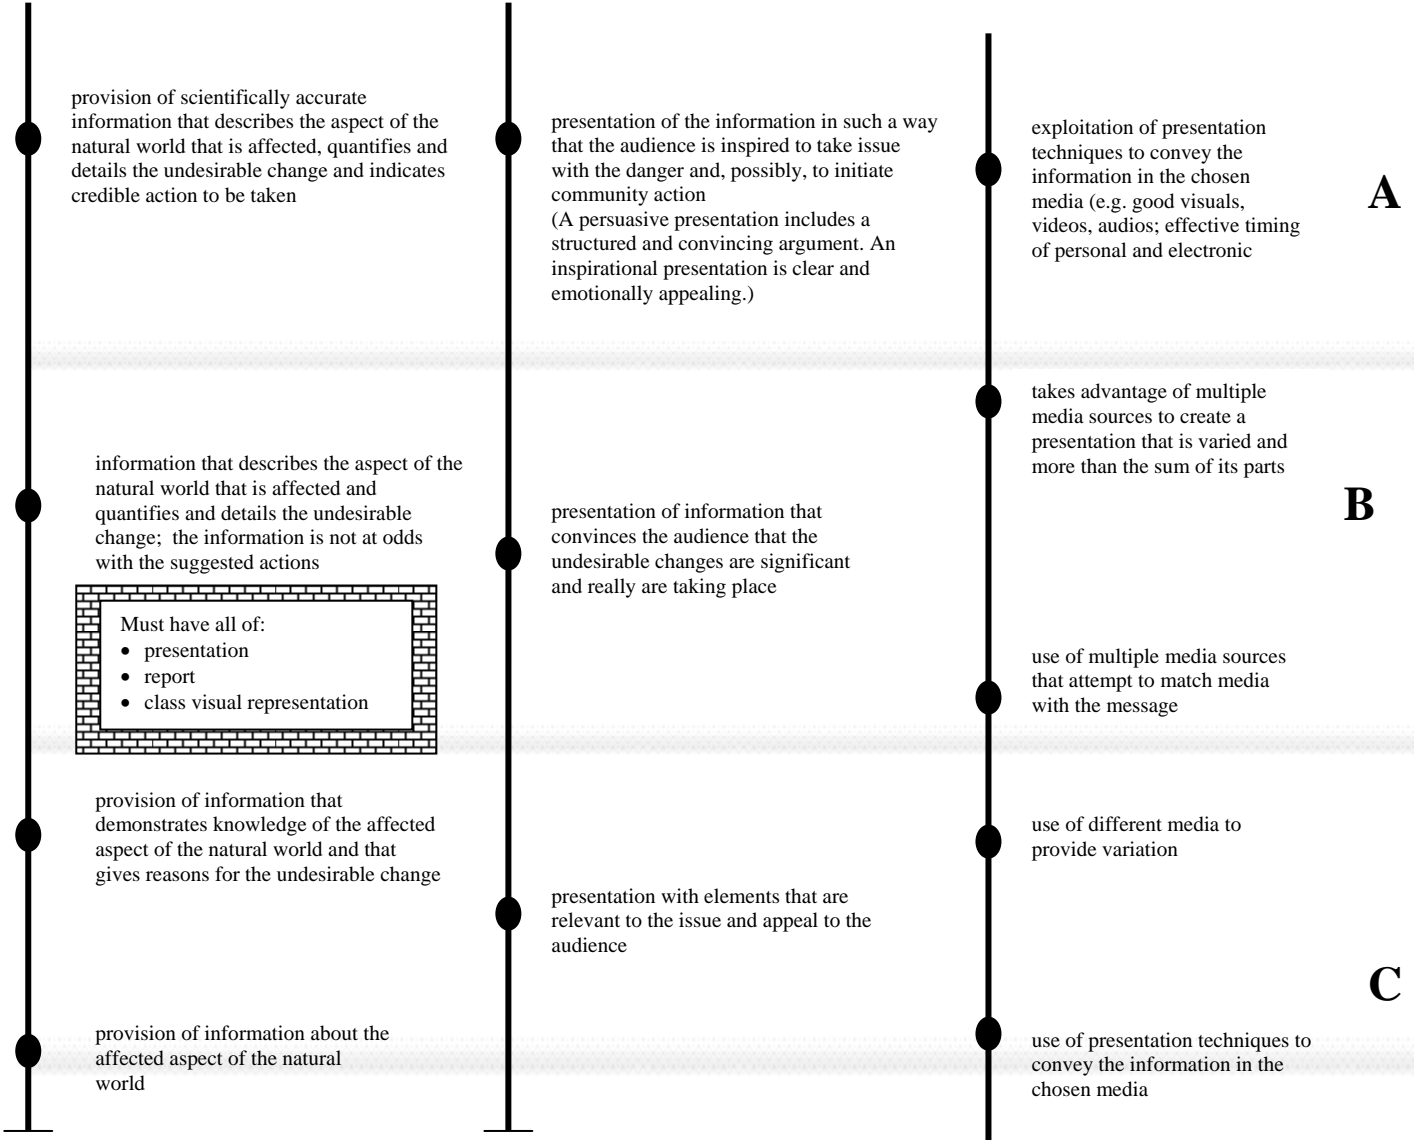 provision of scientifically accurate
information that describes the aspect of the
natural world that is affected, quantifies and
details the undesirable change and indicates
credible action to be taken
presentation of the information in such a way
that the audience is inspired to take issue
with the danger and, possibly, to initiate
community action
(A persuasive presentation includes a
structured and convincing argument. An
inspirational presentation is clear and
emotionally appealing.)
exploitation of presentation
techniques to convey the
information in the chosen
media (e.g. good visuals,
videos, audios; effective timing
of personal and electronic
A
information that describes the aspect of the
natural world that is affected and
quantifies and details the undesirable
change;  the information is not at odds
with the suggested actions
Must have all of:
• presentation
• report
• class visual representation
presentation of information that
convinces the audience that the
undesirable changes are significant
and really are taking place
takes advantage of multiple
media sources to create a
presentation that is varied and
more than the sum of its parts
B
use of multiple media sources
that attempt to match media
with the message
provision of information that
demonstrates knowledge of the affected
aspect of the natural world and that
gives reasons for the undesirable change
presentation with elements that are
relevant to the issue and appeal to the
audience
use of different media to
provide variation
C
provision of information about the
affected aspect of the natural
world
use of presentation techniques to
convey the information in the
chosen media